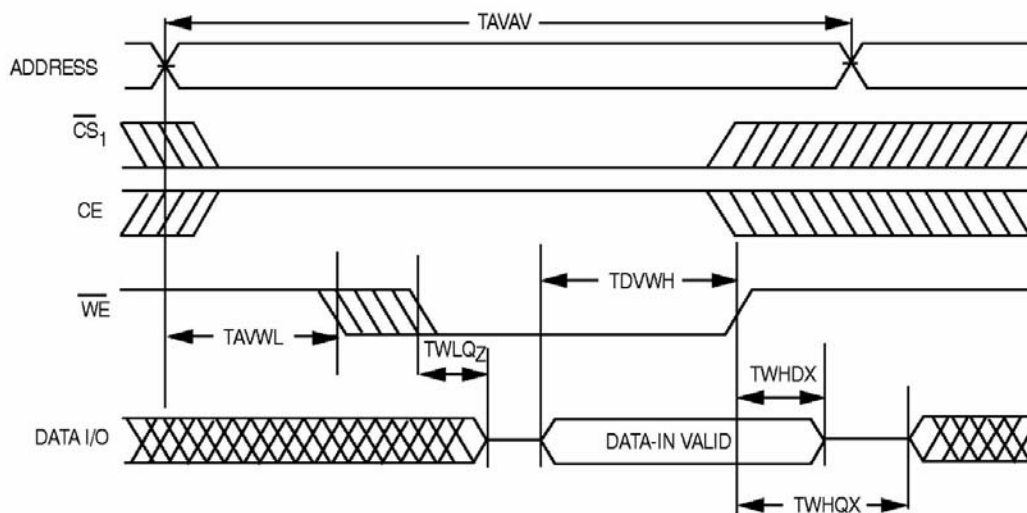 TAVAV
ADDRESS
CS1
CE
TDVWH
WE
TAVWL
TWLQZ
TWHDX
DATA I/O
DATA-IN VALID
TWHQX